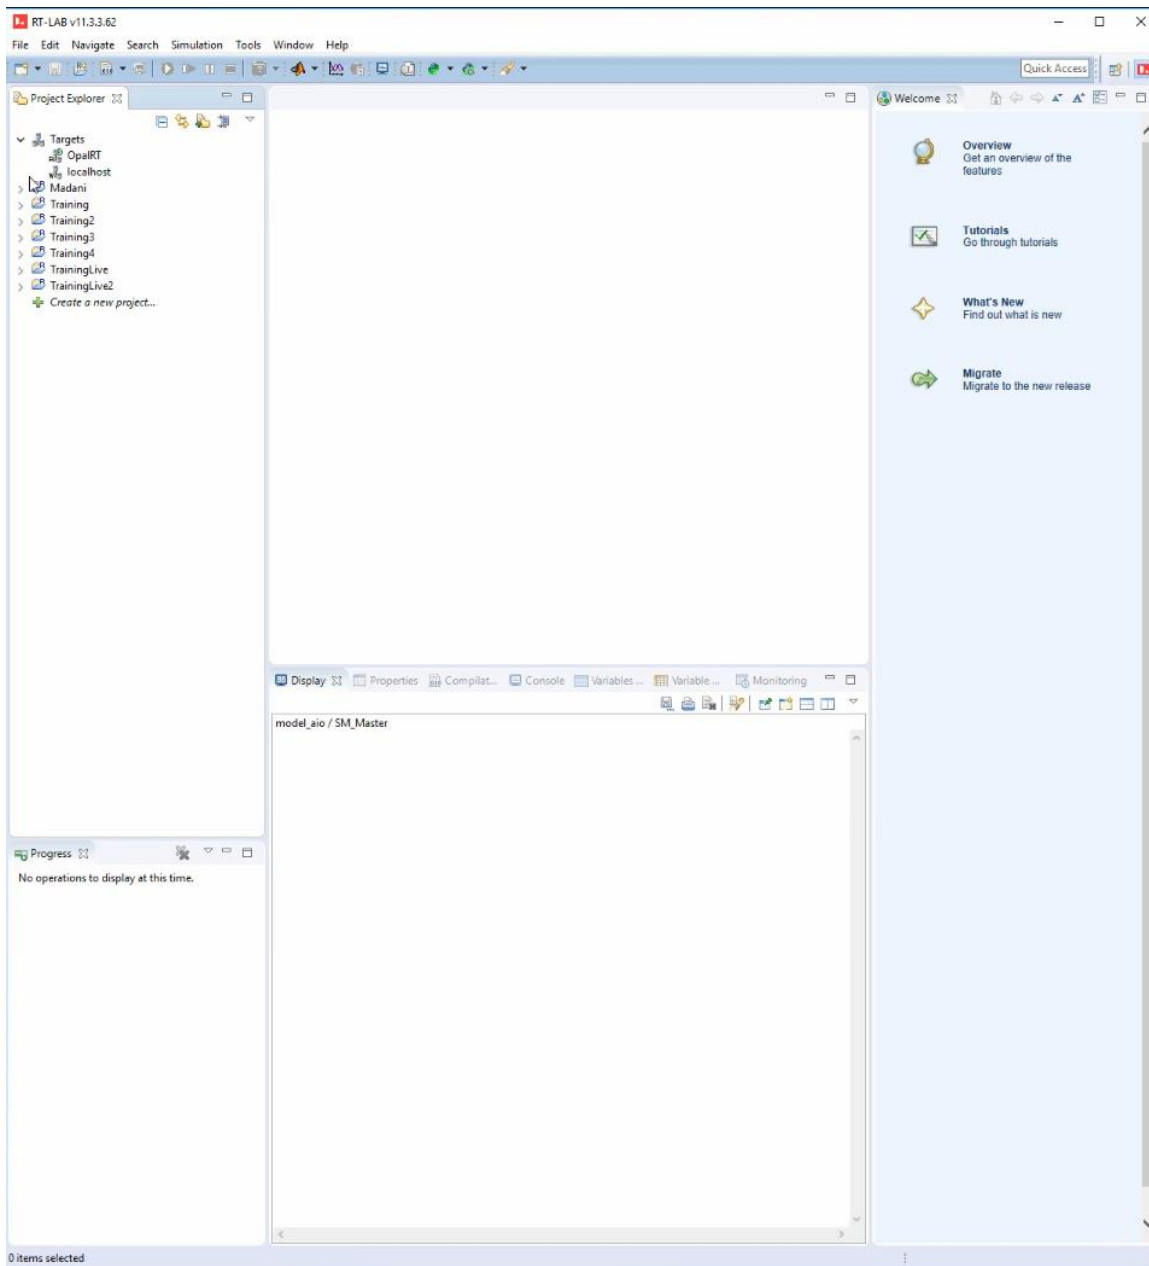 RT-LAB v11.3.3.62
File Edit Navigate Search Simulation Tools Window Help
Quick Access
Project Explorer
Targets
OpalRT
localhost
Madani
Training
Training2
Training3
Training4
TrainingLive
TrainingLive2
Create a new project...
Welcome
Overview
Get an overview of the
features
Tutorials
Go through tutorials
What's New
Find out what is new
Migrate
Migrate to the new release
Display Properties Compilat... Console Variables ... Variable ... Monitoring
model_aio / SM_Master
Progress
No operations to display at this time.
0 items selected